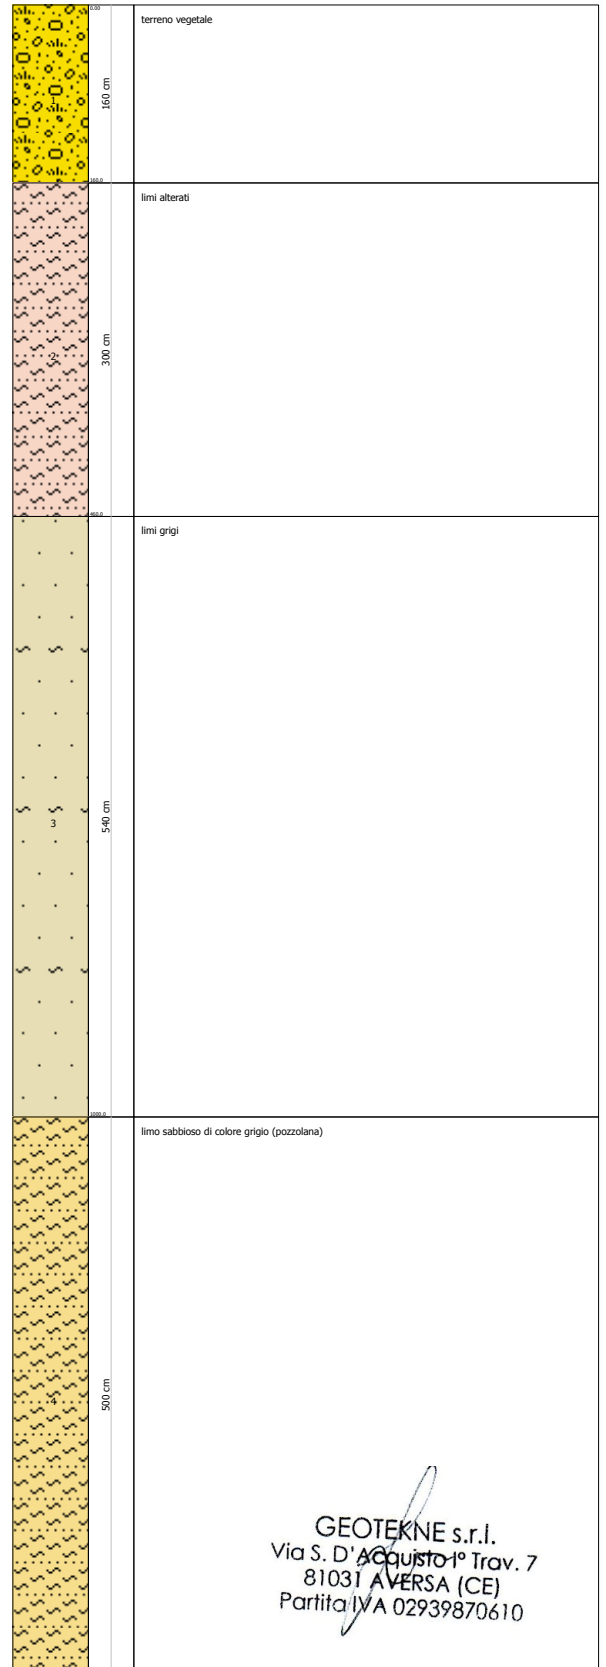 0.00
terreno vegetale
1
160 cm
160.0
limi alterati
2
300 cm
460.0
limi grigi
3
540 cm
1000.0
limo sabbioso di colore grigio (pozzolana)
4
500 cm
GEOTEKNE s.r.l.
Via S. D'Acquisto I° Trav. 7
81031 AVERSA (CE)
Partita IVA 02939870610